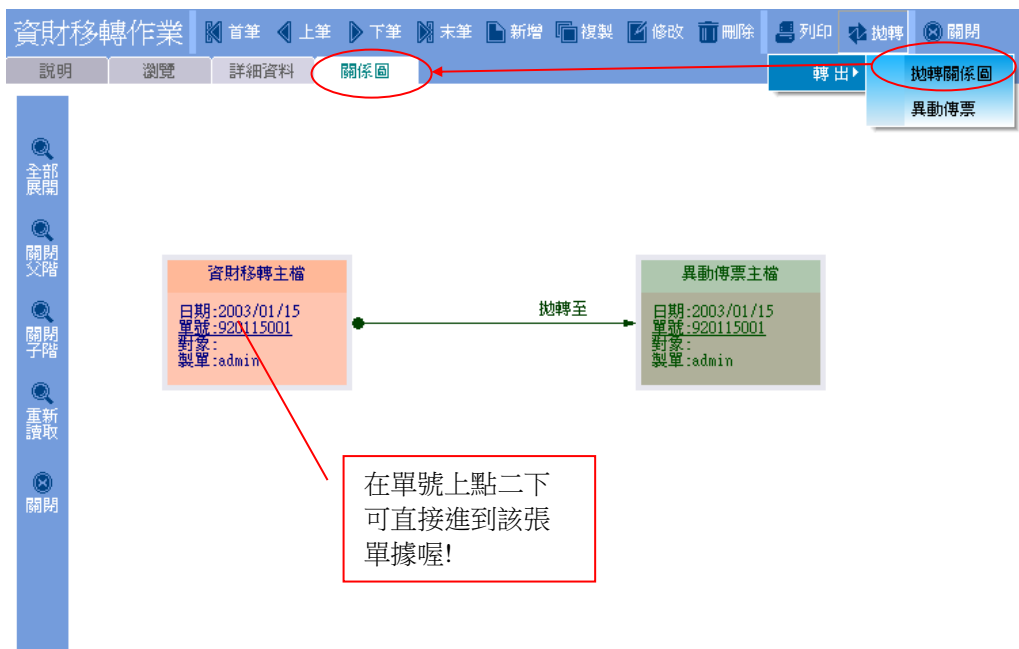 資財移轉作業 首筆 上筆 下筆 末筆 新增 複製 修改 刪除 列印 拋轉 關閉
說明 瀏覽 詳細資料 關係圖
轉出 拋轉關係圖
異動傳票
全部
展開
關閉
父階
關閉
子階
重新
讀取
關閉
資財移轉主檔
日期:2003/01/15
單號:920115001
對象:
製單:admin
拋轉至
異動傳票主檔
日期:2003/01/15
單號:920115001
對象:
製單:admin
在單號上點二下
可直接進到該張
單據喔!